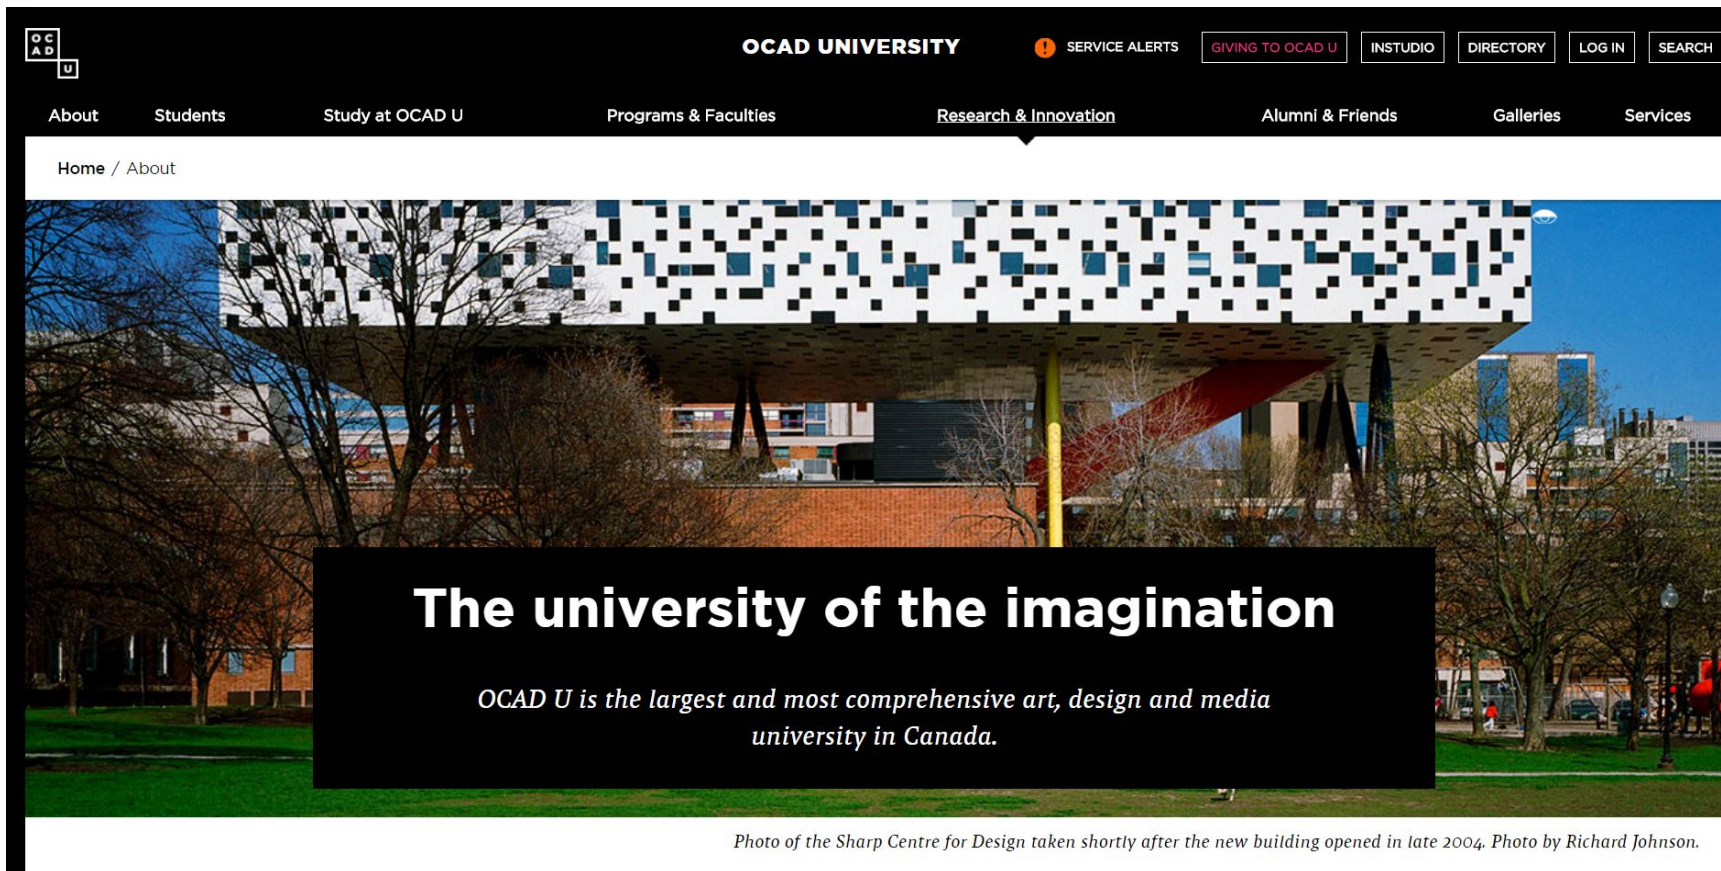 OC
AD
U
OCAD UNIVERSITY
! SERVICE ALERTS
GIVING TO OCAD U
INSTUDIO
DIRECTORY
LOG IN
SEARCH
About
Students
Study at OCAD U
Programs & Faculties
Research & Innovation
Alumni & Friends
Galleries
Services
Home / About
The university of the imagination
OCAD U is the largest and most comprehensive art, design and media
university in Canada.
Photo of the Sharp Centre for Design taken shortly after the new building opened in late 2004. Photo by Richard Johnson.